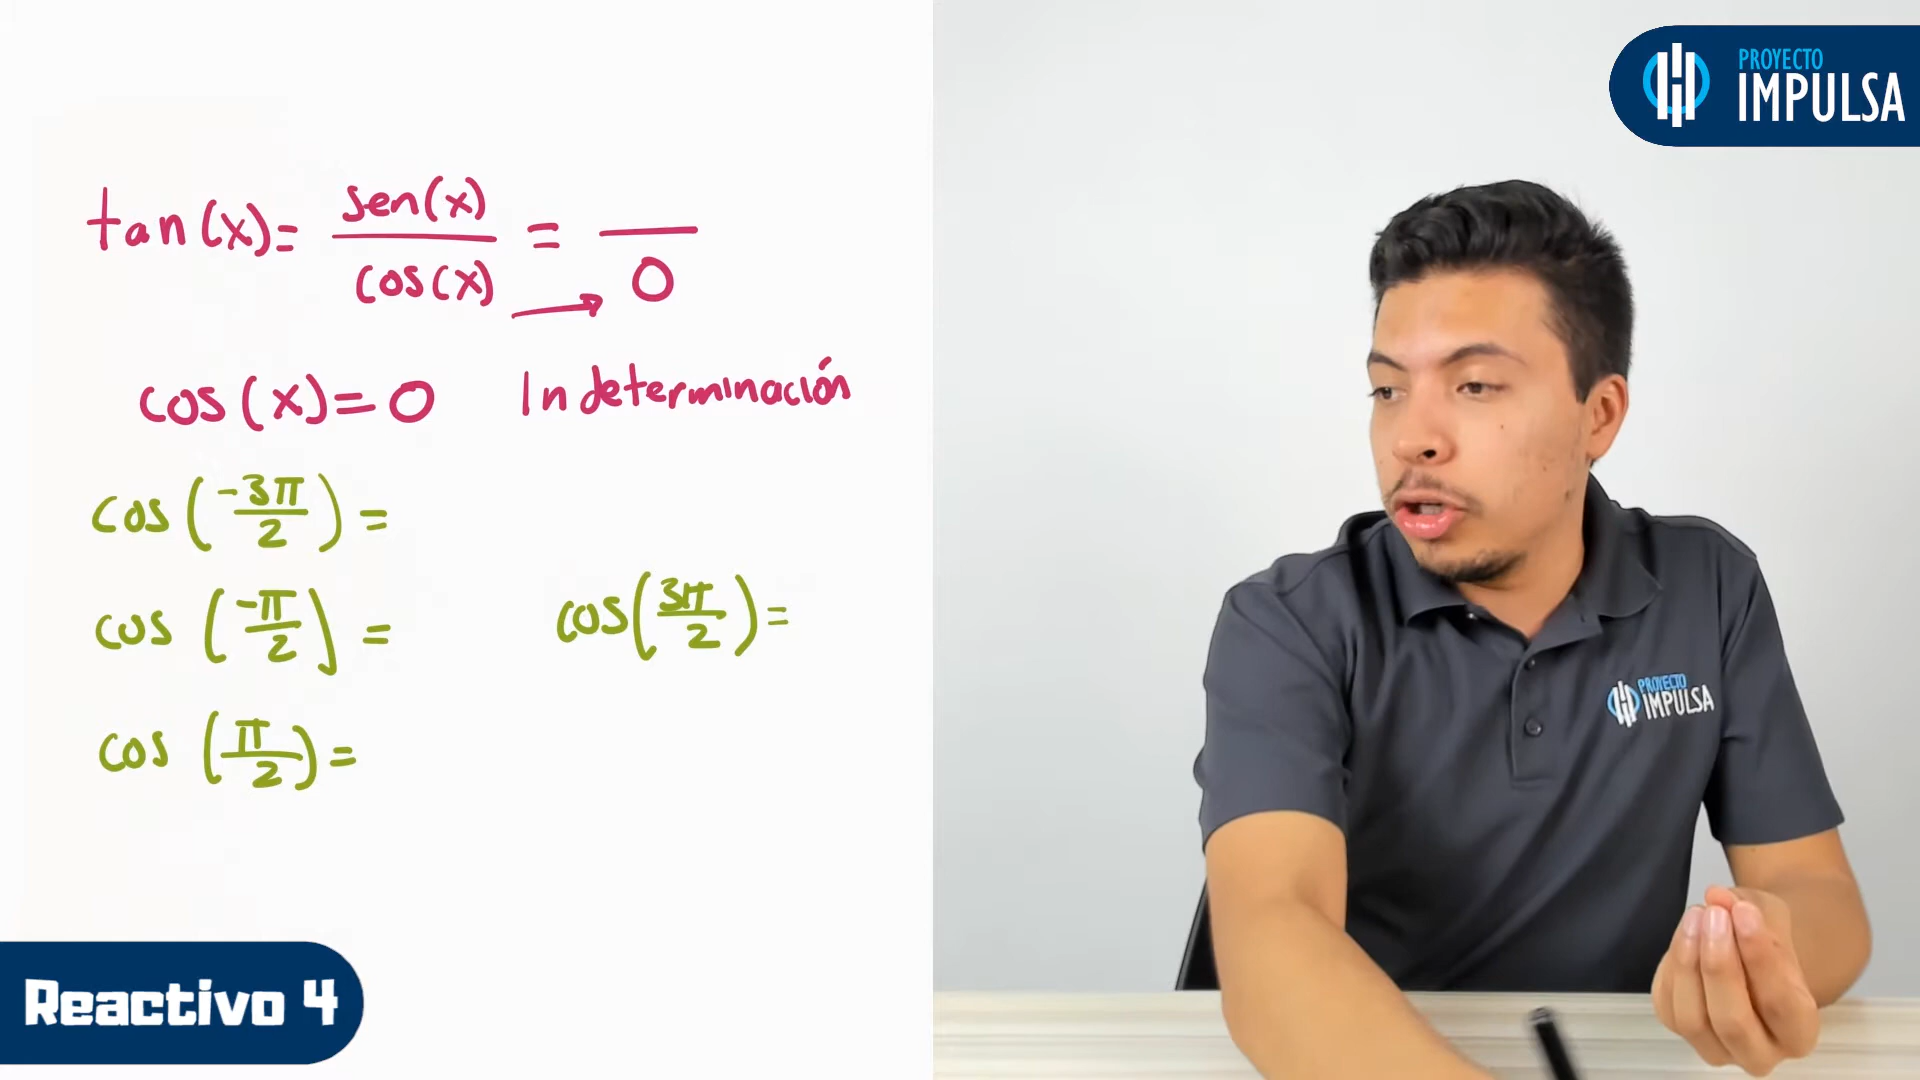 PROYECTO
IMPULSA
tan(x)= sen(x)/cos(x) = —/0
cos(x)=0 Indeterminación
cos(-3π/2)=
cos(-π/2)= cos(3π/2)=
cos(π/2)=
PROYECTO
IMPULSA
Reactivo 4